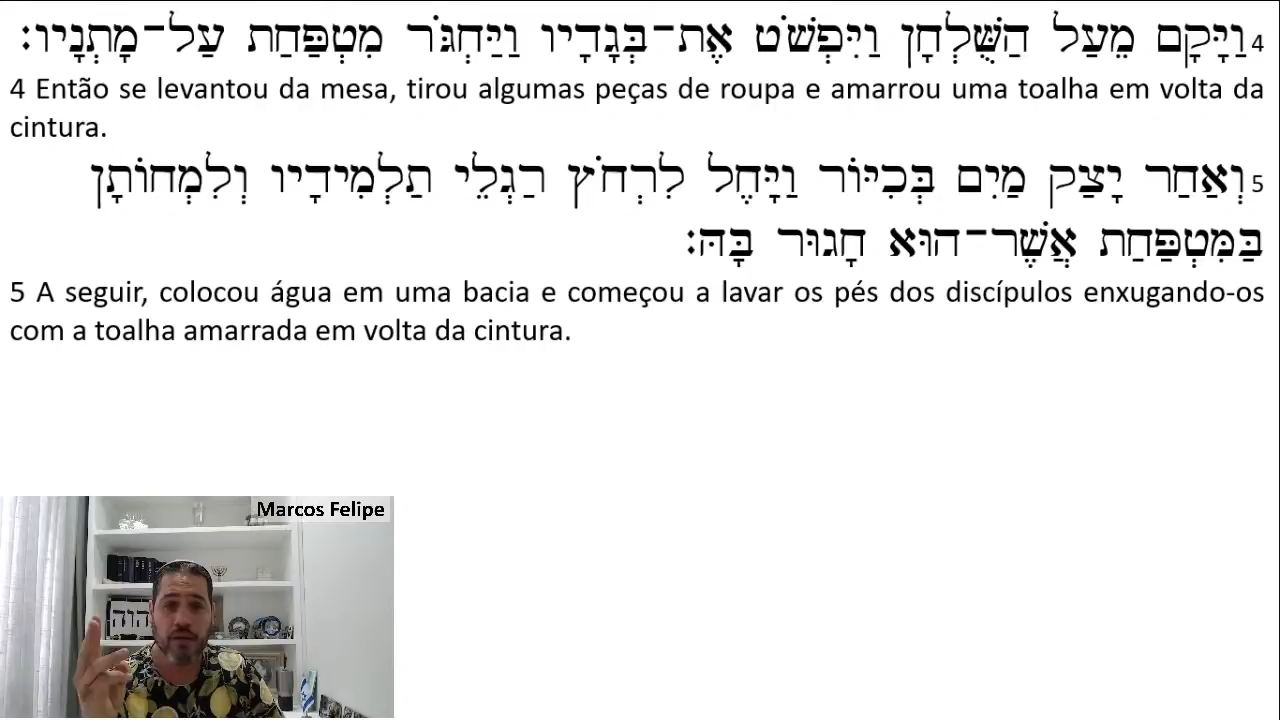 4 וַיָּקָם מֵעַל הַשֻּׁלְחָן וַיִּפְשֹׁט אֶת־בְּגָדָיו וַיַּחְגֹּר מִטְפַּחַת עַל־מָתְנָיו׃
4 Então se levantou da mesa, tirou algumas peças de roupa e amarrou uma toalha em volta da
cintura.
5 וְאַחַר יָצַק מַיִם בְּכִיּוֹר וַיָּחֶל לִרְחֹץ רַגְלֵי תַלְמִידָיו וְלִמְחוֹתָן
בַּמִּטְפַּחַת אֲשֶׁר־הוּא חָגוּר בָּהּ׃
5 A seguir, colocou água em uma bacia e começou a lavar os pés dos discípulos enxugando-os
com a toalha amarrada em volta da cintura.
Marcos Felipe
הוה